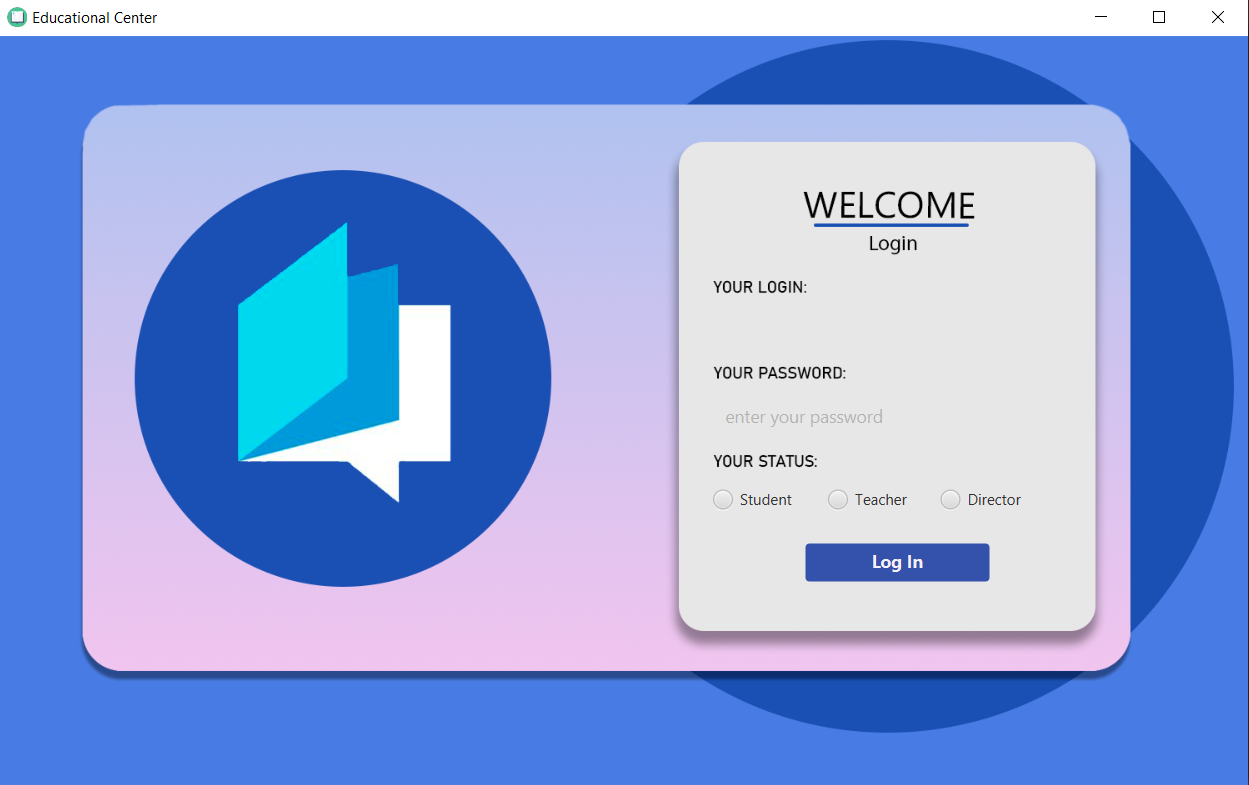 Educational Center
WELCOME
Login
YOUR LOGIN:
YOUR PASSWORD:
enter your password
YOUR STATUS:
Student Teacher Director
Log In